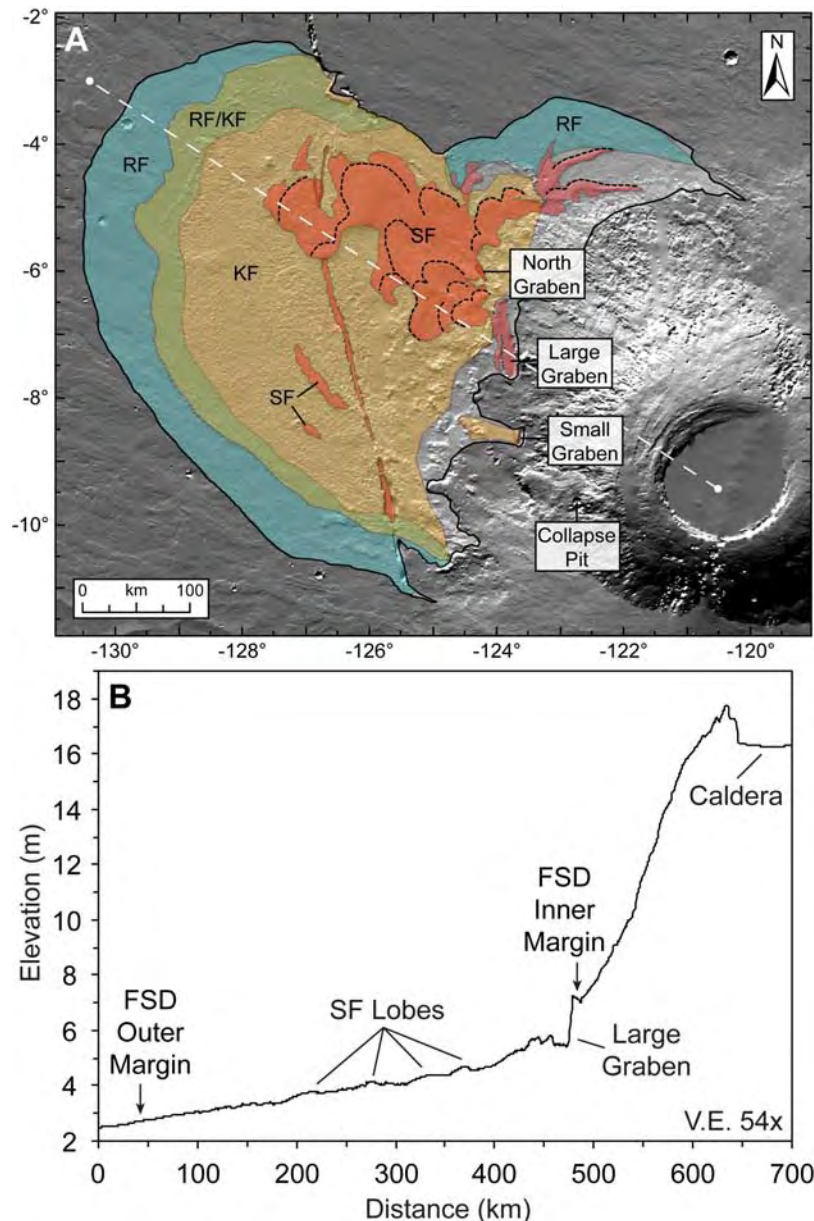 -2°
A
N
RF/KF
RF
RF
-4°
SF
-6°
KF
North
Graben
Large
Graben
-8°
SF
Small
Graben
-10°
Collapse
Pit
km
0 100
-130° -128° -126° -124° -122° -120°
B
18
16
14
12
10
8
6
4
2
Elevation (m)
Caldera
FSD
Inner
Margin
FSD
Outer
Margin
SF Lobes
Large
Graben
V.E. 54x
0 100 200 300 400 500 600 700
Distance (km)